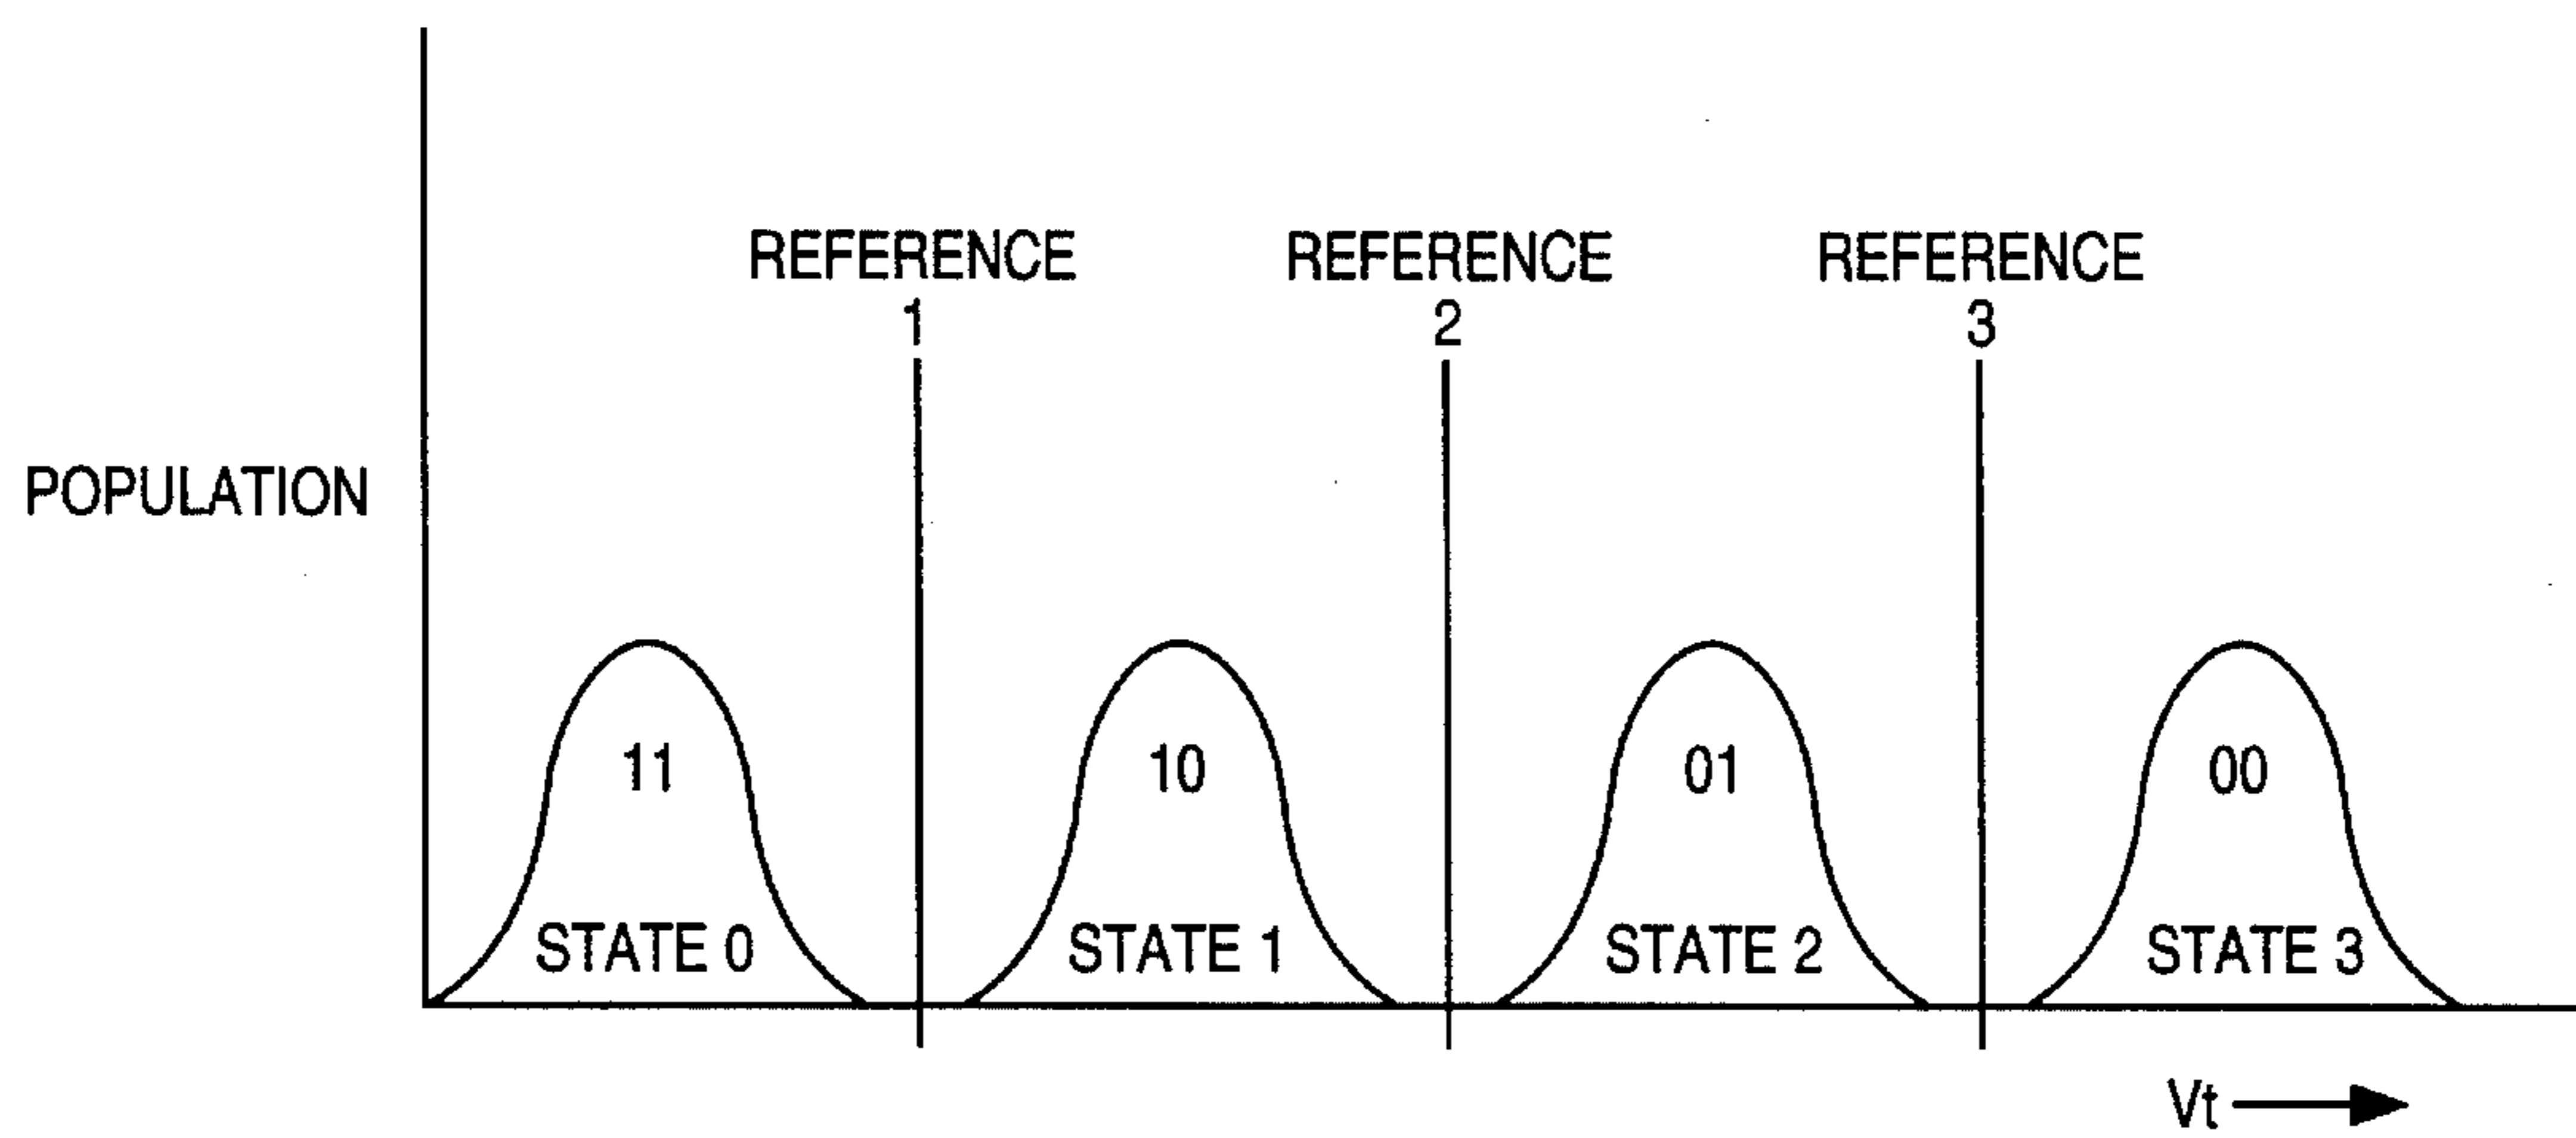 REFERENCE
1
REFERENCE
2
REFERENCE
3
POPULATION
11
10
01
00
STATE 0
STATE 1
STATE 2
STATE 3
Vt